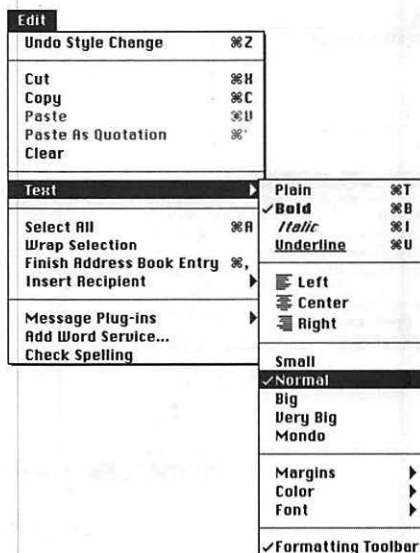 Edit
Undo Style Change ⌘Z
Cut ⌘X
Copy ⌘C
Paste ⌘V
Paste As Quotation ⌘'
Clear
Text
Select All ⌘A
Wrap Selection
Finish Address Book Entry ⌘,
Insert Recipient
Message Plug-ins
Add Word Service...
Check Spelling
Plain ⌘T
✓Bold ⌘B
Italic ⌘I
Underline ⌘U
Left
Center
Right
Small
✓Normal
Big
Very Big
Mondo
Margins
Color
Font
✓Formatting Toolbar